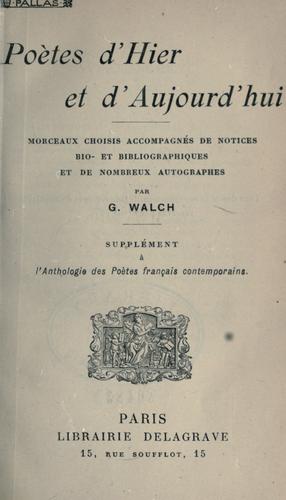 PALLAS
Poètes d'Hier
et d'Aujourd'hui
MORCEAUX CHOISIS ACCOMPAGNÉS DE NOTICES
BIO- ET BIBLIOGRAPHIQUES
ET DE NOMBREUX AUTOGRAPHES
PAR
G. WALCH
SUPPLÉMENT
à
l'Anthologie des Poètes français contemporains.
PARIS
LIBRAIRIE DELAGRAVE
15, RUE SOUFFLOT, 15